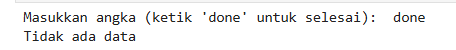 Masukkan angka (ketik 'done' untuk selesai):  done
Tidak ada data